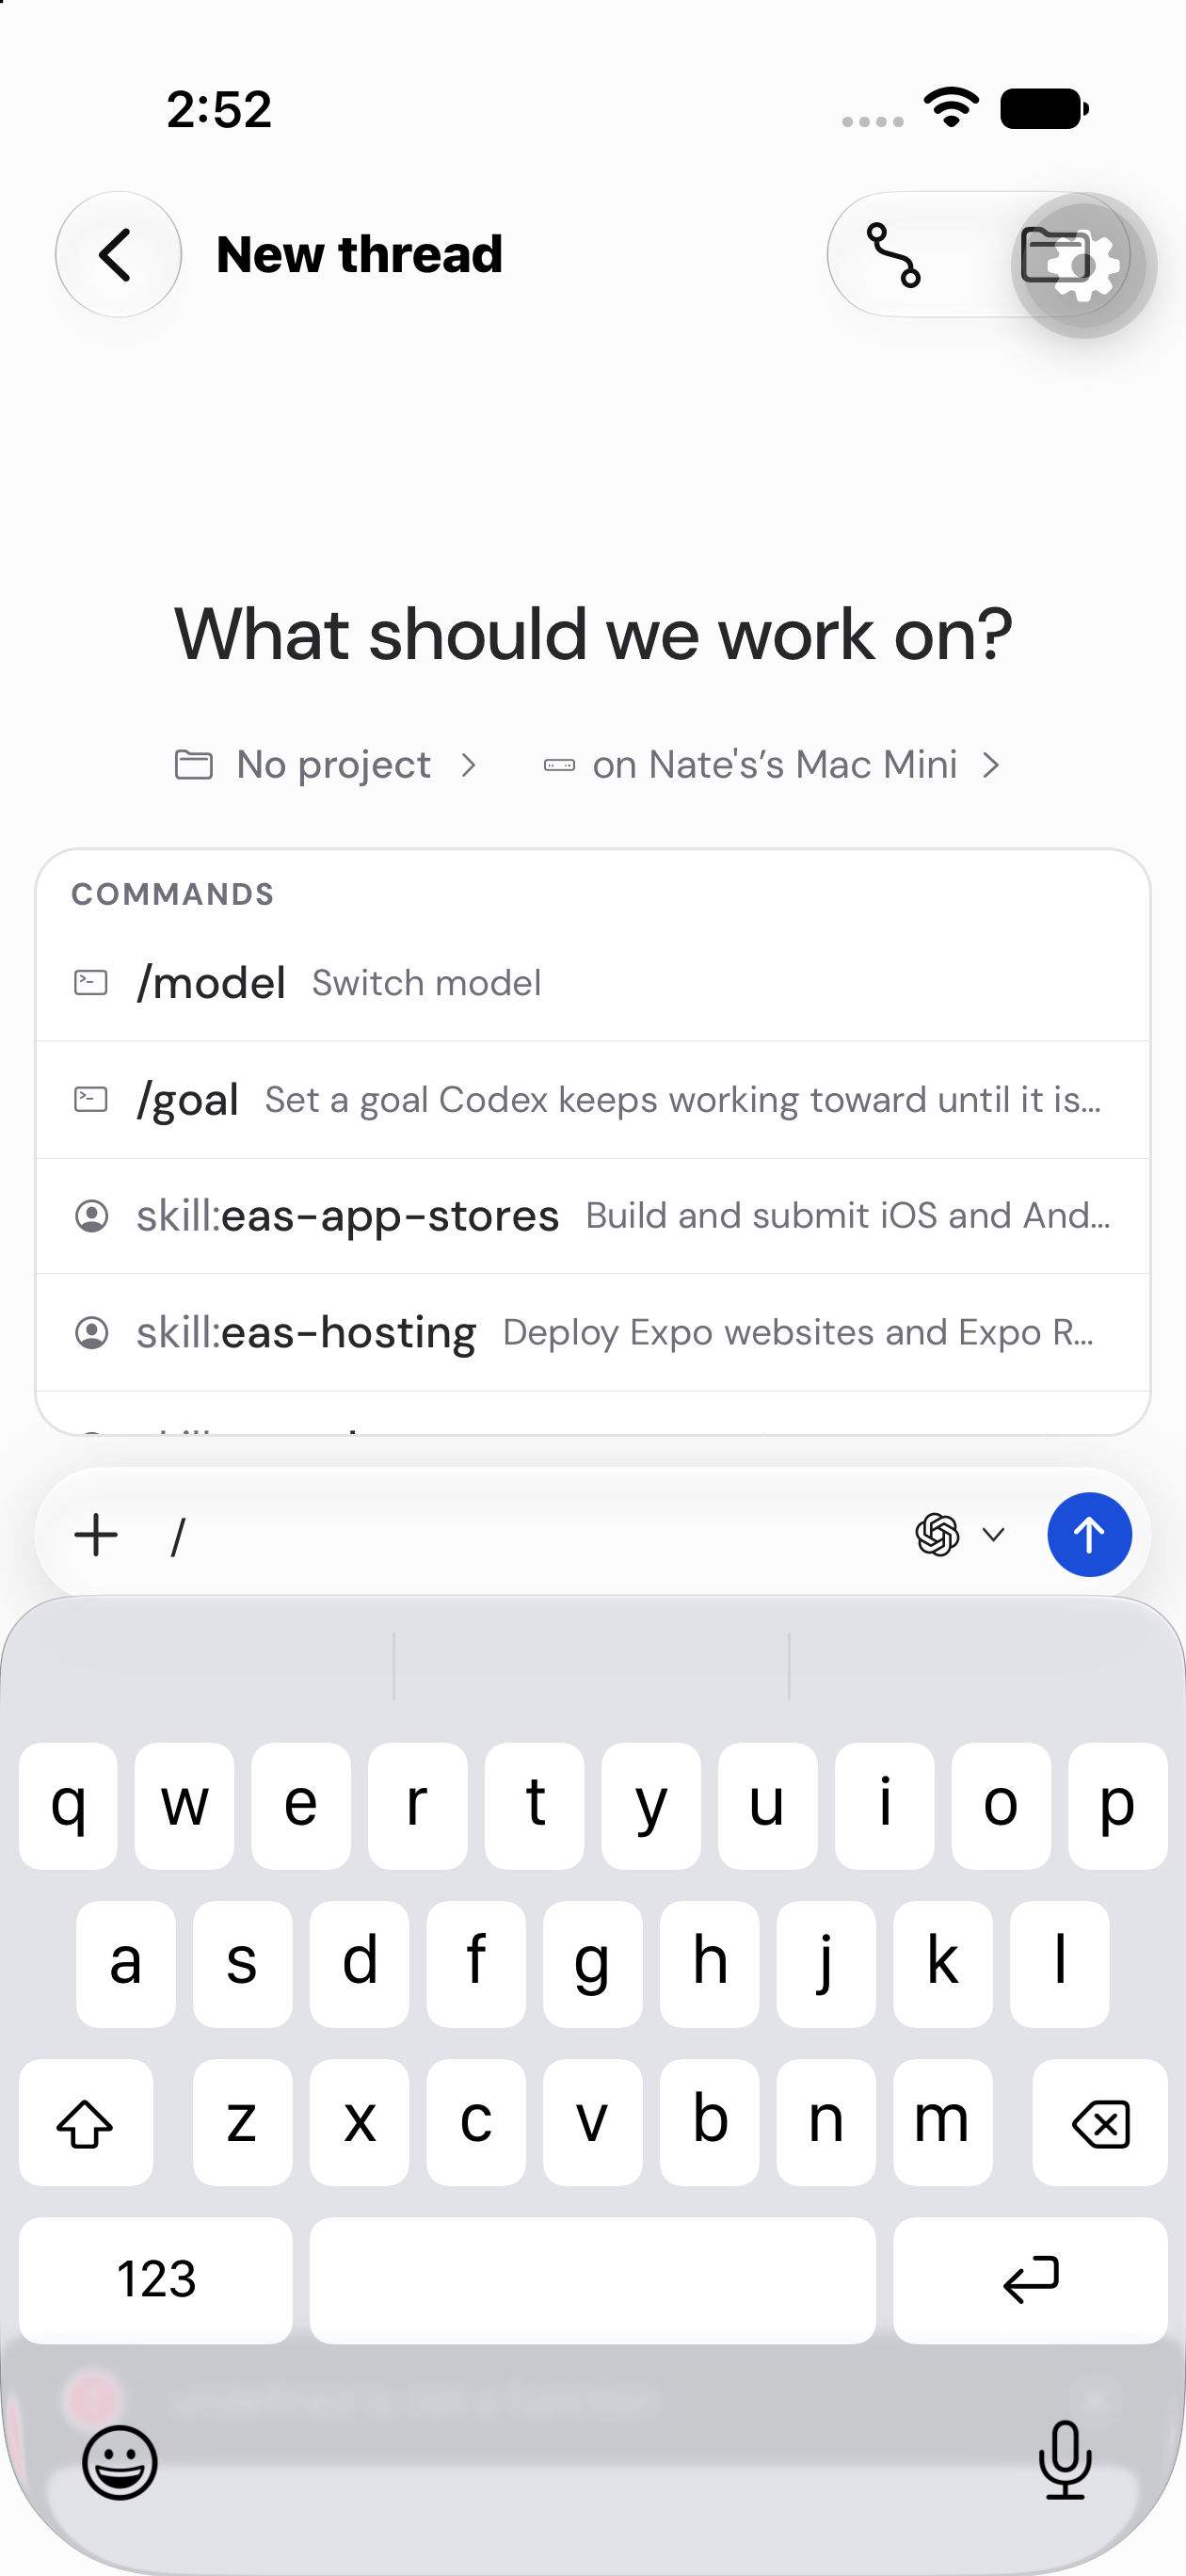 2:52
New thread
What should we work on?
No project
on Nate's’s Mac Mini
COMMANDS
/model Switch model
/goal Set a goal Codex keeps working toward until it is...
skill:eas-app-stores Build and submit iOS and And...
skill:eas-hosting Deploy Expo websites and Expo R...
/
q w e r t y u i o p
a s d f g h j k l
z x c v b n m
123